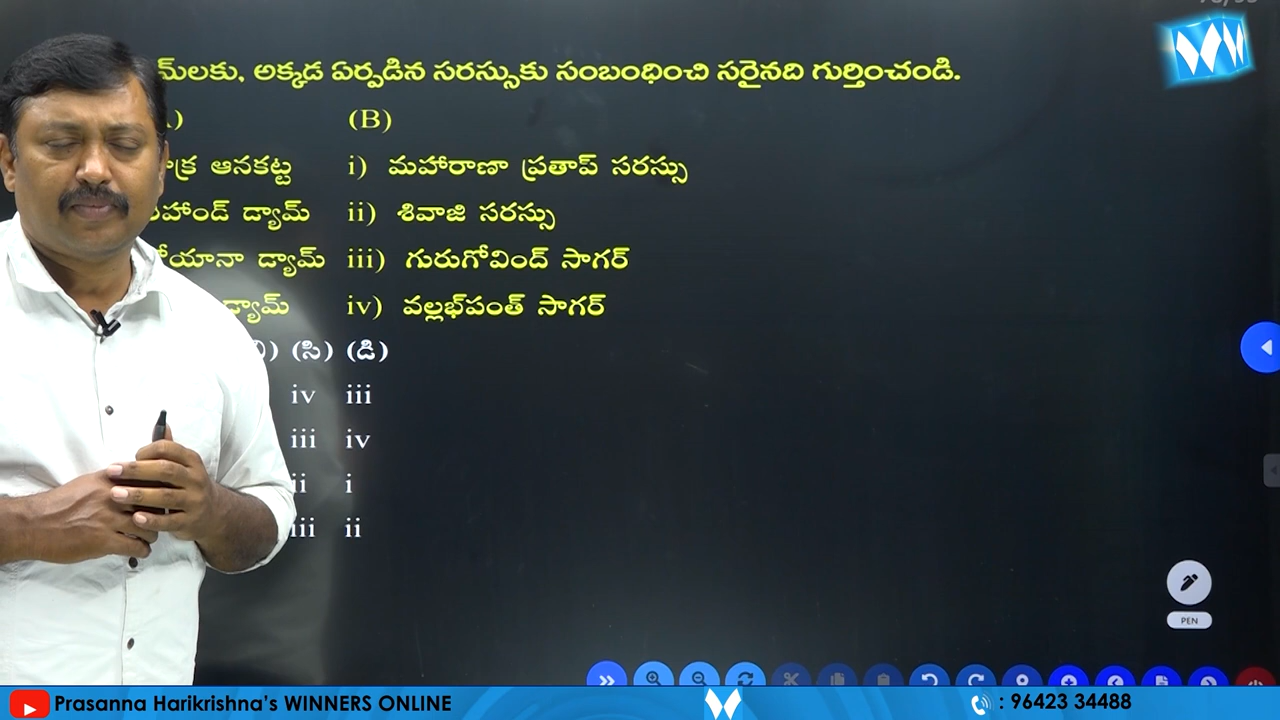 అక్కడ ఏర్పడిన సరస్సుకు సంబంధించి సరైనది గుర్తించండి.
(B)
ఆనకట్ట i) మహారాణా ప్రతాప్ సరస్సు
డ్యామ్ ii) శివాజి సరస్సు
డ్యామ్ iii) గురుగోవింద్ సాగర్
డ్యామ్ iv) వల్లభ్‌పంత్ సాగర్
(సి) (డి)
iv iii
iii iv
ii i
iii ii
PEN
Prasanna Harikrishna's WINNERS ONLINE
: 96423 34488